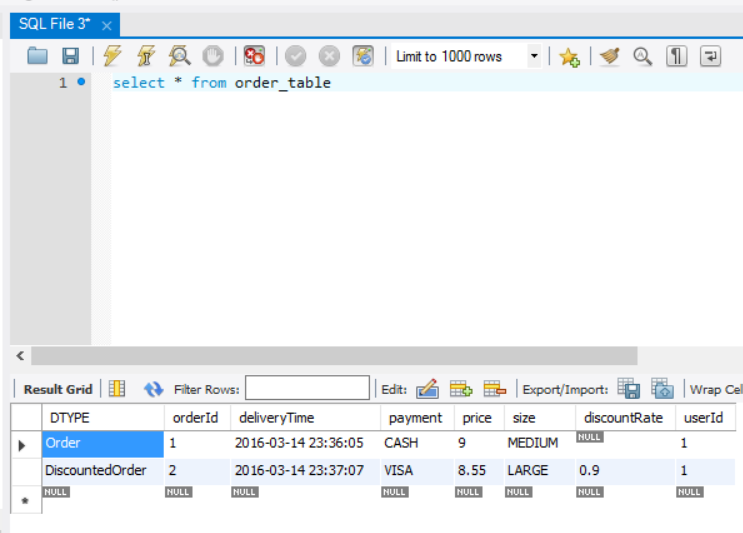 SQL File 3*
Limit to 1000 rows
1 select * from order_table
Result Grid Filter Rows: Edit: Export/Import: Wrap Cel
DTYPE orderId deliveryTime payment price size discountRate userId
Order 1 2016-03-14 23:36:05 CASH 9 MEDIUM NULL 1
DiscountedOrder 2 2016-03-14 23:37:07 VISA 8.55 LARGE 0.9 1
NULL NULL NULL NULL NULL NULL NULL NULL